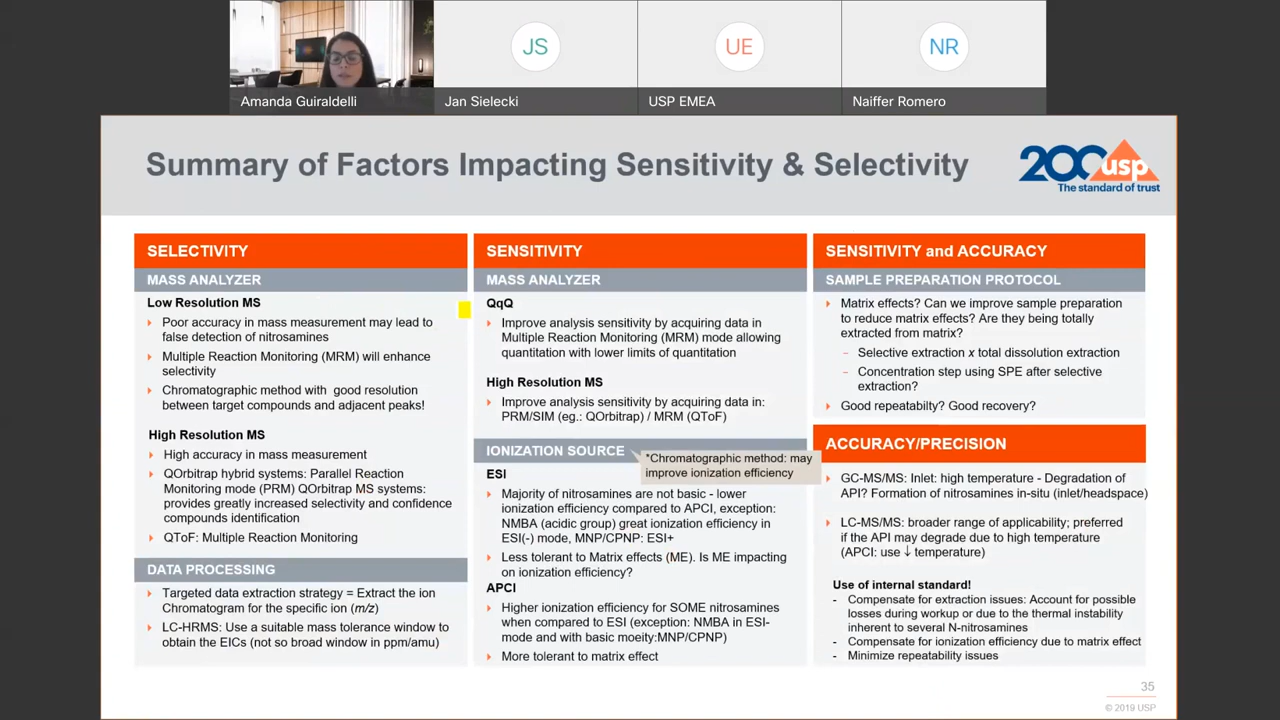 JS
UE
NR
Amanda Guiraldelli
Jan Sielecki
USP EMEA
Naiffer Romero
Summary of Factors Impacting Sensitivity & Selectivity
200 usp
The standard of trust
SELECTIVITY
MASS ANALYZER
Low Resolution MS
Poor accuracy in mass measurement may lead to
false detection of nitrosamines
Multiple Reaction Monitoring (MRM) will enhance
selectivity
Chromatographic method with good resolution
between target compounds and adjacent peaks!
High Resolution MS
High accuracy in mass measurement
QOrbitrap hybrid systems: Parallel Reaction
Monitoring mode (PRM) QOrbitrap MS systems:
provides greatly increased selectivity and confidence
compounds identification
QToF: Multiple Reaction Monitoring
DATA PROCESSING
Targeted data extraction strategy = Extract the ion
Chromatogram for the specific ion (m/z)
LC-HRMS: Use a suitable mass tolerance window to
obtain the EICs (not so broad window in ppm/amu)
SENSITIVITY
MASS ANALYZER
QqQ
Improve analysis sensitivity by acquiring data in
Multiple Reaction Monitoring (MRM) mode allowing
quantitation with lower limits of quantitation
High Resolution MS
Improve analysis sensitivity by acquiring data in:
PRM/SIM (eg.: QOrbitrap) / MRM (QToF)
IONIZATION SOURCE
*Chromatographic method: may
improve ionization efficiency
ESI
Majority of nitrosamines are not basic - lower
ionization efficiency compared to APCI, exception:
NMBA (acidic group) great ionization efficiency in
ESI(-) mode, MNP/CPNP: ESI+
Less tolerant to Matrix effects (ME). Is ME impacting
on ionization efficiency?
APCI
Higher ionization efficiency for SOME nitrosamines
when compared to ESI (exception: NMBA in ESI-
mode and with basic moeity:MNP/CPNP)
More tolerant to matrix effect
SENSITIVITY and ACCURACY
SAMPLE PREPARATION PROTOCOL
Matrix effects? Can we improve sample preparation
to reduce matrix effects? Are they being totally
extracted from matrix?
- Selective extraction x total dissolution extraction
- Concentration step using SPE after selective
extraction?
Good repeatabilty? Good recovery?
ACCURACY/PRECISION
GC-MS/MS: Inlet: high temperature - Degradation of
API? Formation of nitrosamines in-situ (inlet/headspace)
LC-MS/MS: broader range of applicability; preferred
if the API may degrade due to high temperature
(APCI: use ↓ temperature)
Use of internal standard!
- Compensate for extraction issues: Account for possible
losses during workup or due to the thermal instability
inherent to several N-nitrosamines
- Compensate for ionization efficiency due to matrix effect
- Minimize repeatability issues
35
© 2019 USP